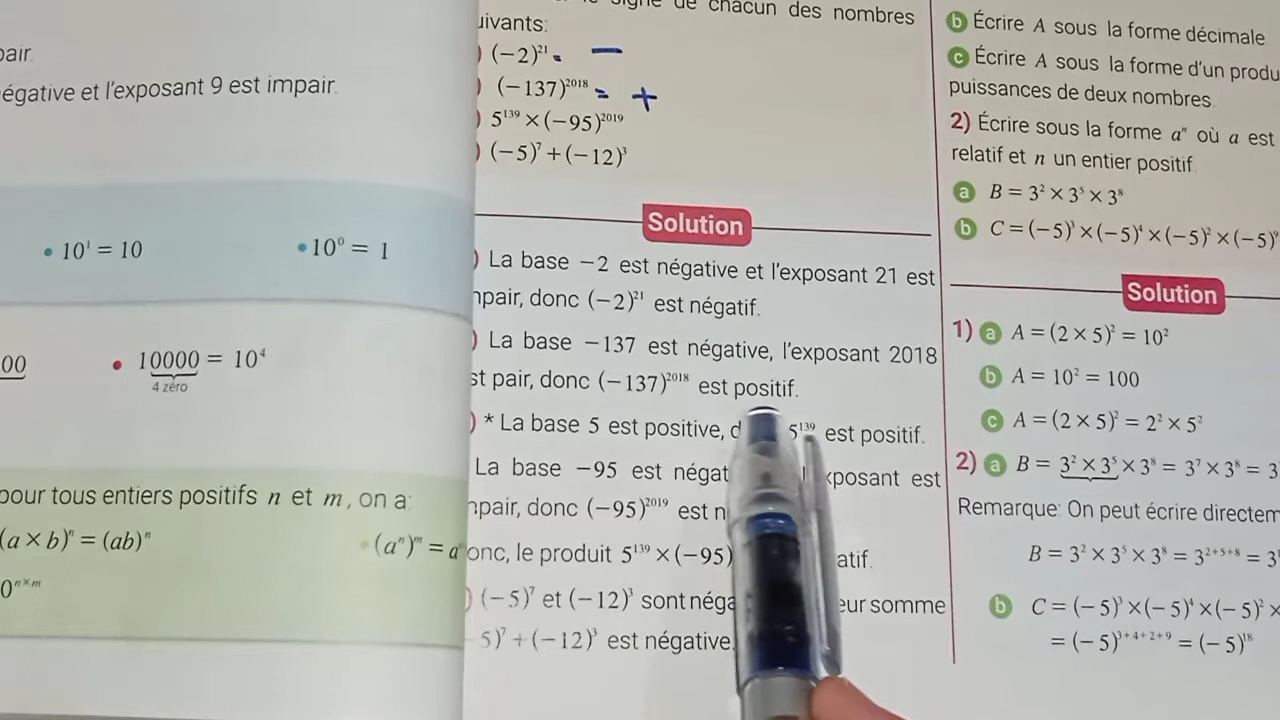 pair.
égative et l'exposant 9 est impair.
• 10¹ = 10
• 10⁰ = 1
00
• 10000 = 10⁴
4 zéro
pour tous entiers positifs n et m, on a:
(a × b)ⁿ = (ab)ⁿ
• (aⁿ)ᵐ = a
0ⁿˣᵐ
signe de chacun des nombres
uivants:
) (−2)²¹ = −
) (−137)²⁰¹⁸ = +
) 5¹³⁹ × (−95)²⁰¹⁹
) (−5)⁷ + (−12)³
Solution
) La base −2 est négative et l'exposant 21 est
mpair, donc (−2)²¹ est négatif.
) La base −137 est négative, l'exposant 2018
st pair, donc (−137)²⁰¹⁸ est positif.
) * La base 5 est positive, d 5¹³⁹ est positif.
La base −95 est négat xposant est
mpair, donc (−95)²⁰¹⁹ est n
onc, le produit 5¹³⁹ × (−95) atif.
) (−5)⁷ et (−12)³ sont néga eur somme
5)⁷ + (−12)³ est négative.
b Écrire A sous la forme décimale.
c Écrire A sous la forme d'un produ
puissances de deux nombres.
2) Écrire sous la forme aⁿ où a est
relatif et n un entier positif.
a B = 3² × 3⁵ × 3⁸
b C = (−5)³ × (−5)⁴ × (−5)² × (−5)⁹
Solution
1) a A = (2 × 5)² = 10²
b A = 10² = 100
c A = (2 × 5)² = 2² × 5²
2) a B = 3² × 3⁵ × 3⁸ = 3⁷ × 3⁸ = 3
Remarque: On peut écrire directem
B = 3² × 3⁵ × 3⁸ = 3²⁺⁵⁺⁸ = 3
b C = (−5)³ × (−5)⁴ × (−5)² ×
= (−5)³⁺⁴⁺²⁺⁹ = (−5)¹⁸